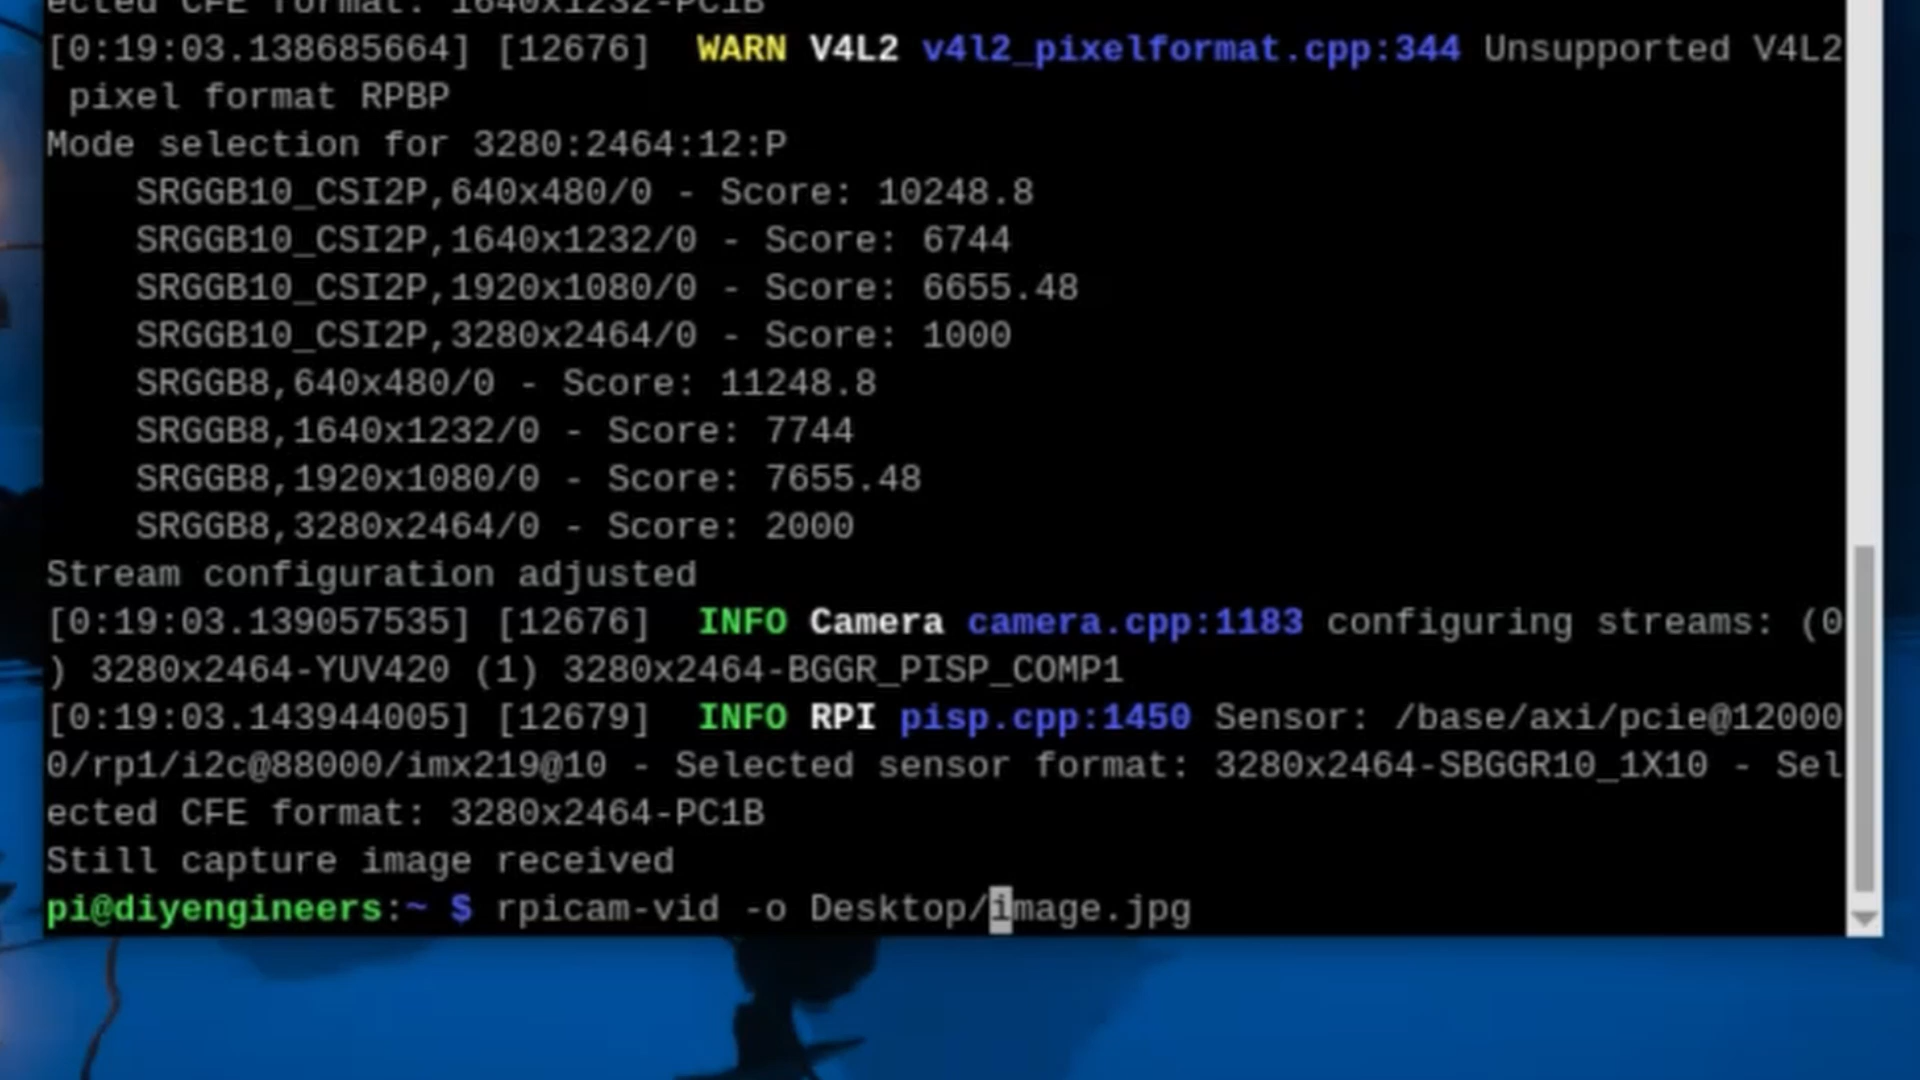 ected CFE format: 1640x1232-PC1B
[0:19:03.138685664] [12676]  WARN V4L2 v4l2_pixelformat.cpp:344 Unsupported V4L2
 pixel format RPBP
Mode selection for 3280:2464:12:P
    SRGGB10_CSI2P,640x480/0 - Score: 10248.8
    SRGGB10_CSI2P,1640x1232/0 - Score: 6744
    SRGGB10_CSI2P,1920x1080/0 - Score: 6655.48
    SRGGB10_CSI2P,3280x2464/0 - Score: 1000
    SRGGB8,640x480/0 - Score: 11248.8
    SRGGB8,1640x1232/0 - Score: 7744
    SRGGB8,1920x1080/0 - Score: 7655.48
    SRGGB8,3280x2464/0 - Score: 2000
Stream configuration adjusted
[0:19:03.139057535] [12676]  INFO Camera camera.cpp:1183 configuring streams: (0
) 3280x2464-YUV420 (1) 3280x2464-BGGR_PISP_COMP1
[0:19:03.143944005] [12679]  INFO RPI pisp.cpp:1450 Sensor: /base/axi/pcie@12000
0/rp1/i2c@88000/imx219@10 - Selected sensor format: 3280x2464-SBGGR10_1X10 - Sel
ected CFE format: 3280x2464-PC1B
Still capture image received
pi@diyengineers:~ $ rpicam-vid -o Desktop/image.jpg